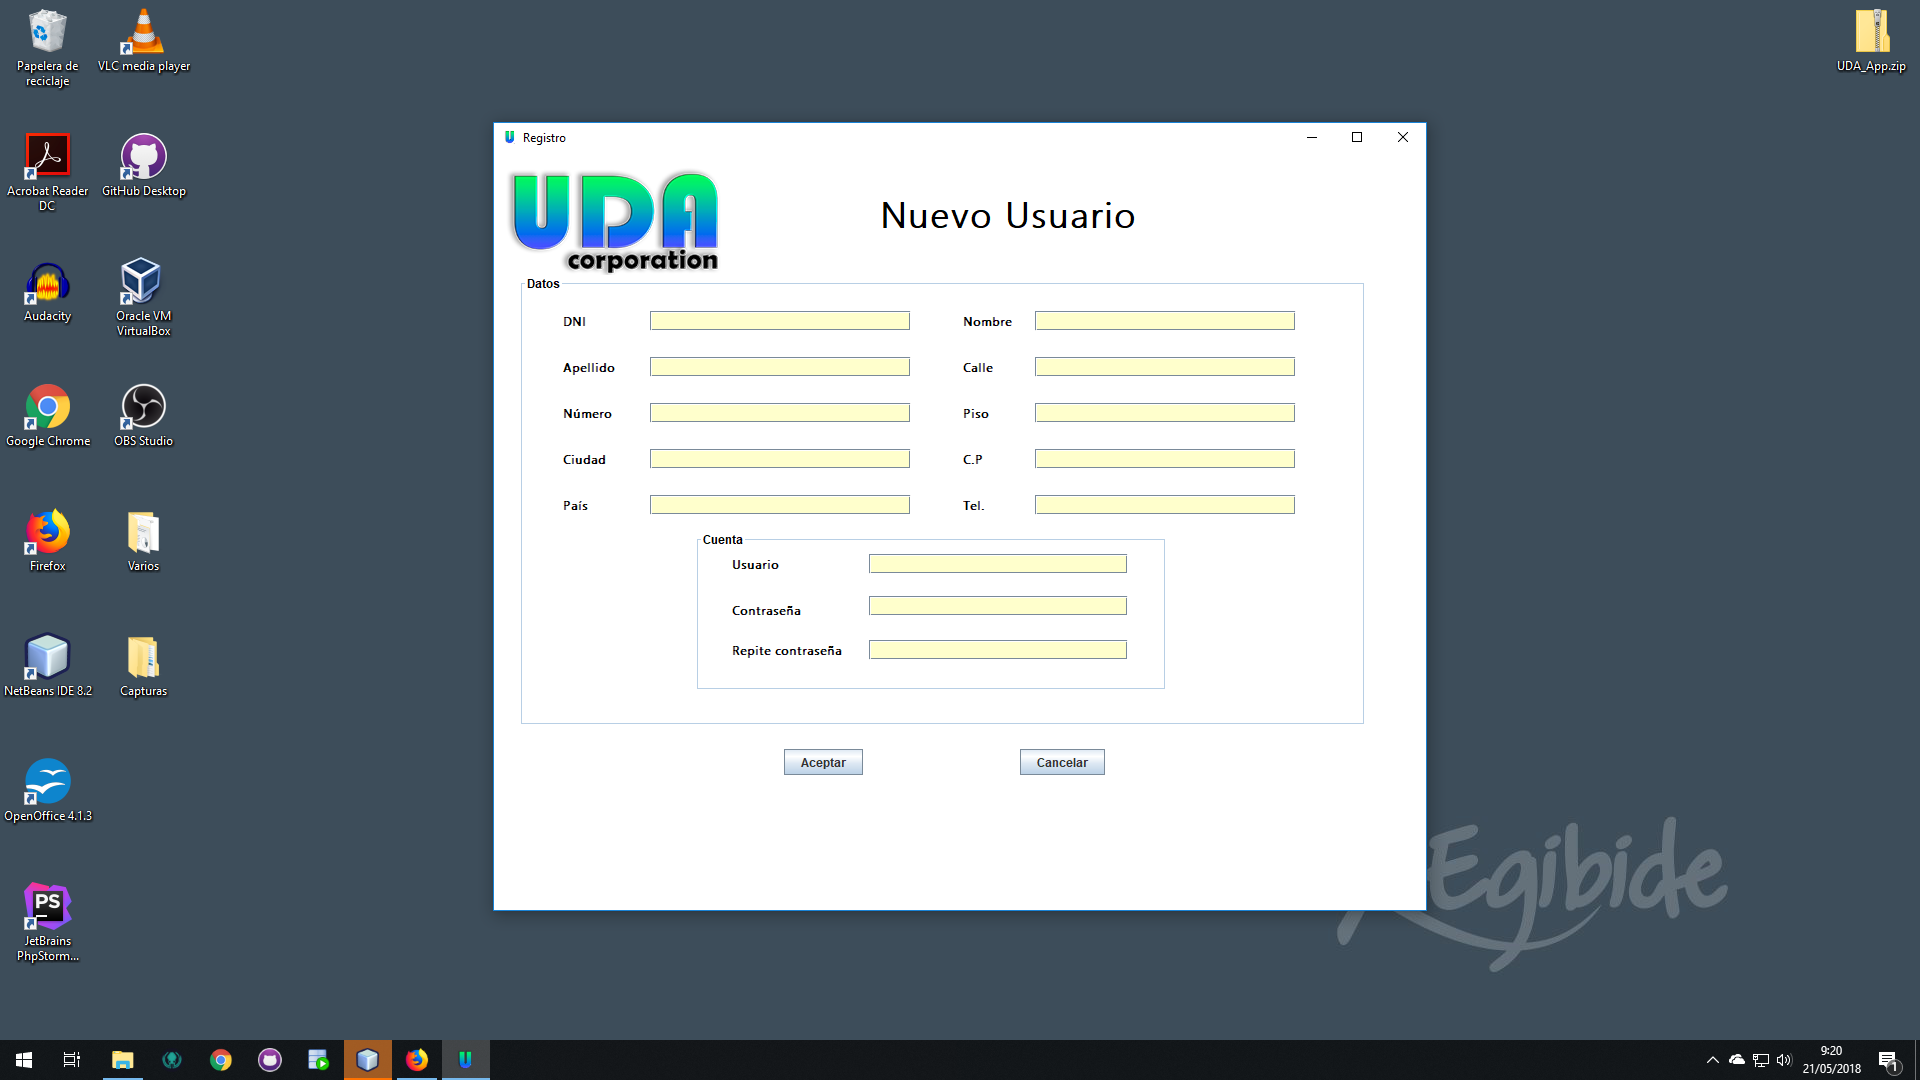 Papelera de
reciclaje
VLC media player
UDA_App.zip
Acrobat Reader
DC
GitHub Desktop
Audacity
Oracle VM
VirtualBox
Google Chrome
OBS Studio
Firefox
Varios
NetBeans IDE 8.2
Capturas
OpenOffice 4.1.3
PS
JetBrains
PhpStorm...
Registro
UDA
corporation
Nuevo Usuario
Datos
DNI
Nombre
Apellido
Calle
Número
Piso
Ciudad
C.P
País
Tel.
Cuenta
Usuario
Contraseña
Repite contraseña
Aceptar
Cancelar
Egibide
9:20
21/05/2018
1